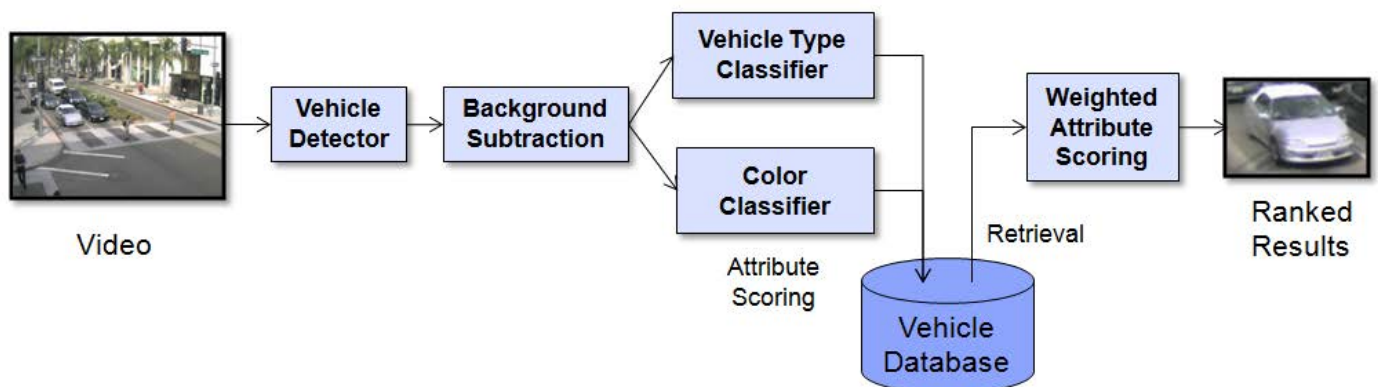 Video
Vehicle
Detector
Background
Subtraction
Vehicle Type
Classifier
Color
Classifier
Attribute
Scoring
Vehicle
Database
Retrieval
Weighted
Attribute
Scoring
Ranked
Results